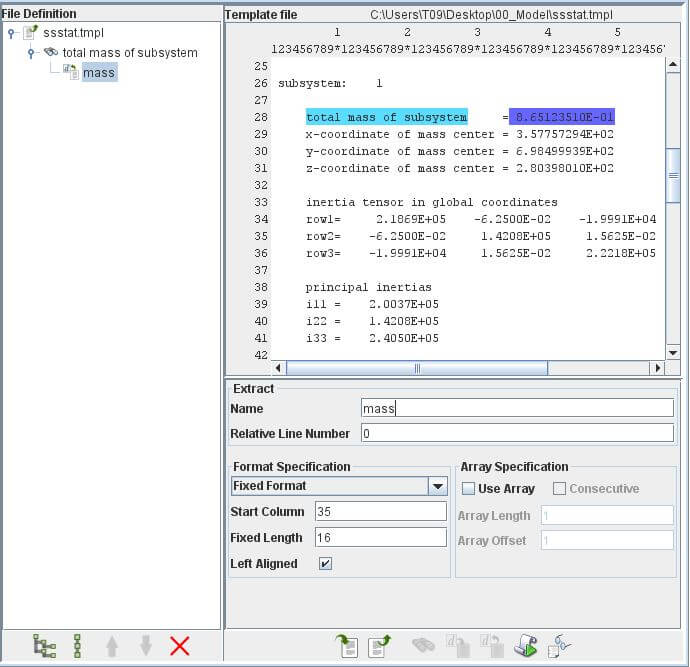 File Definition
ssstat.tmpl
total mass of subsystem
mass
Template file C:\Users\T09\Desktop\00_Model\ssstat.tmpl
1 2 3 4 5
123456789*123456789*123456789*123456789*123456789*123456
25
26 subsystem: 1
27
28 total mass of subsystem = 8.65123510E-01
29 x-coordinate of mass center = 3.57757294E+02
30 y-coordinate of mass center = 6.98499939E+02
31 z-coordinate of mass center = 2.80398010E+02
32
33 inertia tensor in global coordinates
34 row1= 2.1869E+05 -6.2500E-02 -1.9991E+04
35 row2= -6.2500E-02 1.4208E+05 1.5625E-02
36 row3= -1.9991E+04 1.5625E-02 2.2218E+05
37
38 principal inertias
39 i11 = 2.0037E+05
40 i22 = 1.4208E+05
41 i33 = 2.4050E+05
42
Extract
Name mass
Relative Line Number 0
Format Specification
Fixed Format
Start Column 35
Fixed Length 16
Left Aligned
Array Specification
Use Array Consecutive
Array Length 1
Array Offset 1